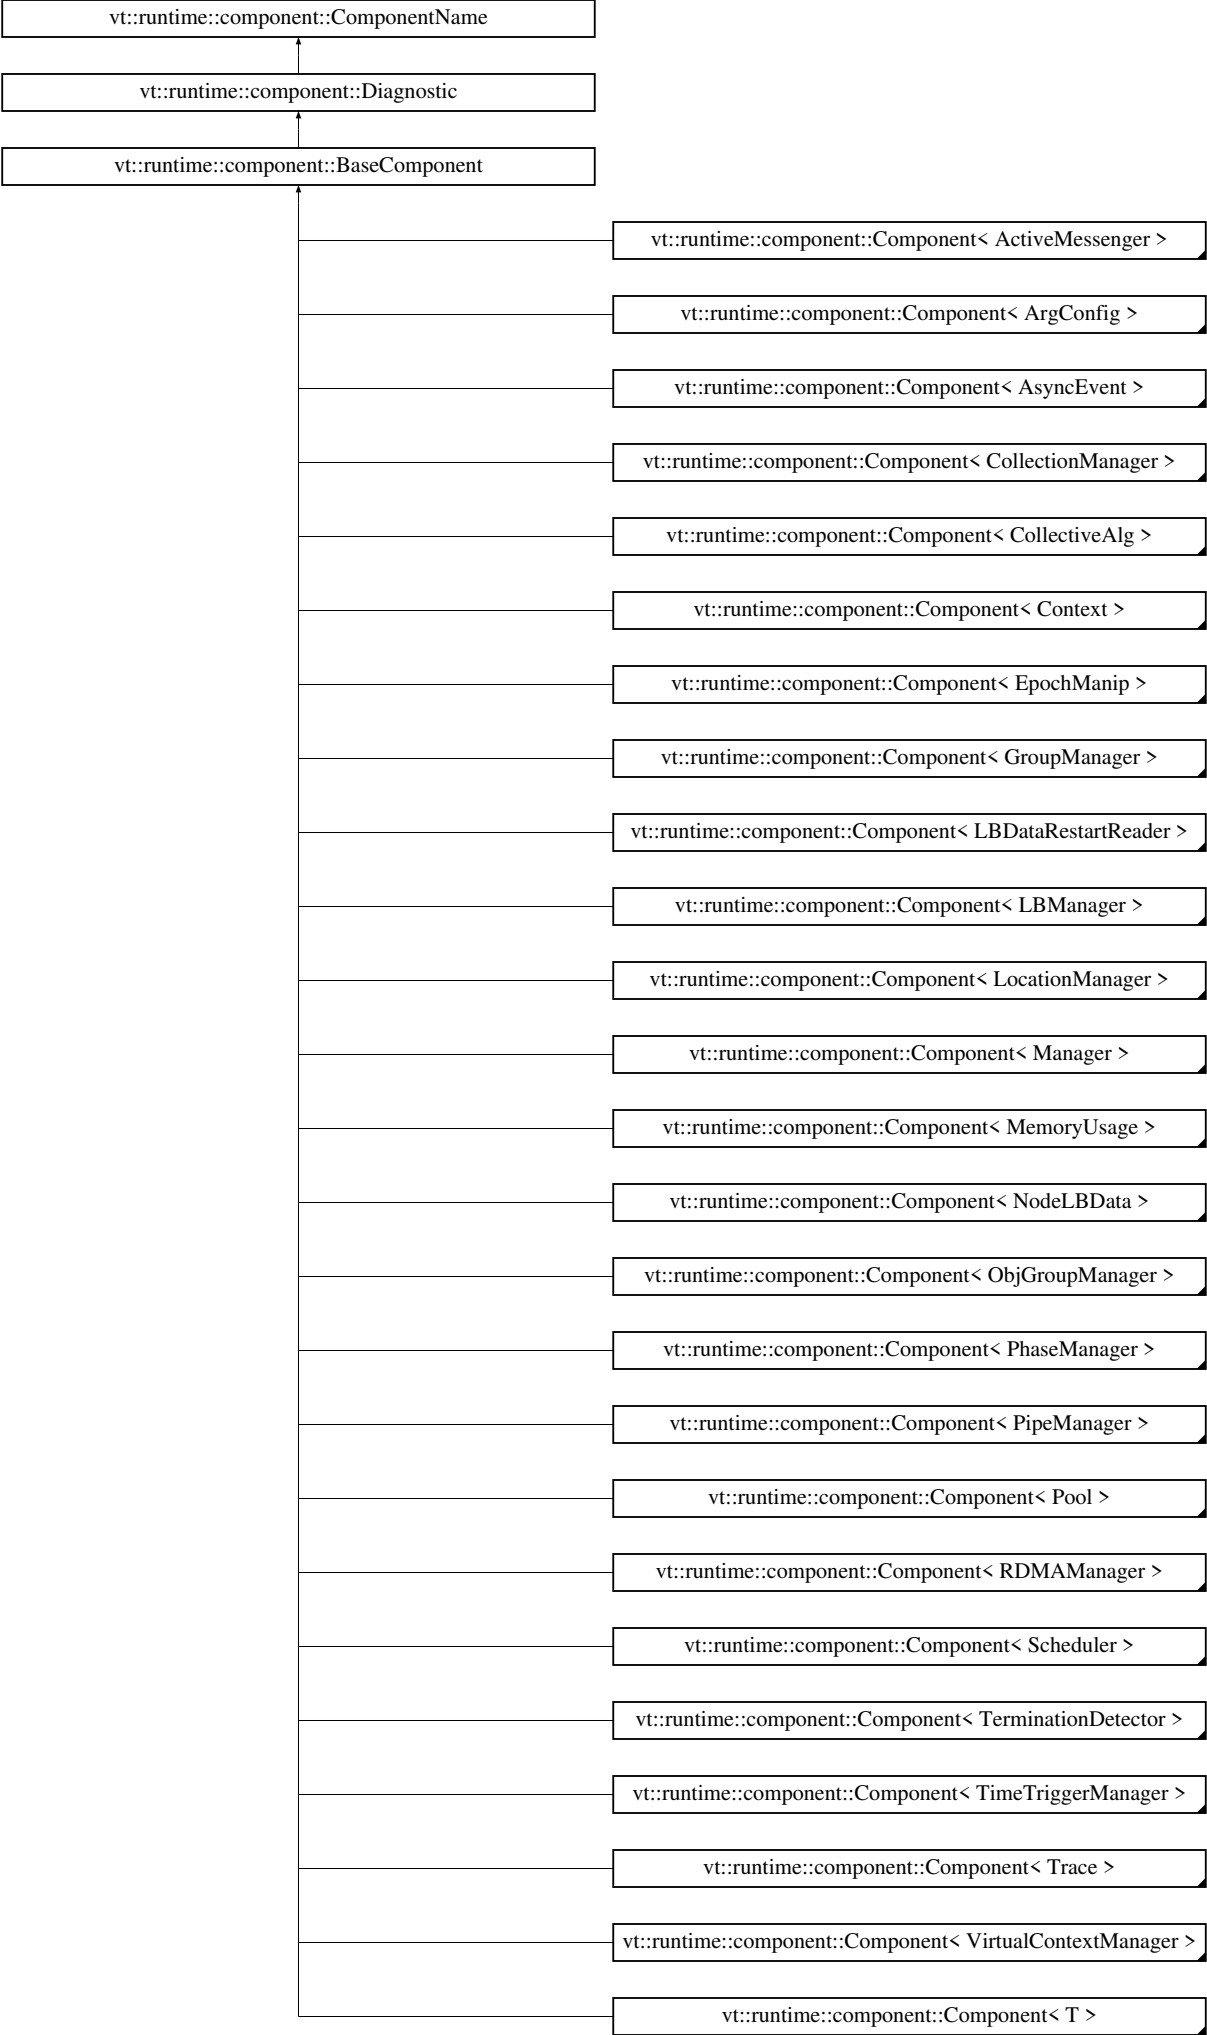 vt::runtime::component::ComponentName
vt::runtime::component::Diagnostic
vt::runtime::component::BaseComponent
vt::runtime::component::Component< ActiveMessenger >
vt::runtime::component::Component< ArgConfig >
vt::runtime::component::Component< AsyncEvent >
vt::runtime::component::Component< CollectionManager >
vt::runtime::component::Component< CollectiveAlg >
vt::runtime::component::Component< Context >
vt::runtime::component::Component< EpochManip >
vt::runtime::component::Component< GroupManager >
vt::runtime::component::Component< LBDataRestartReader >
vt::runtime::component::Component< LBManager >
vt::runtime::component::Component< LocationManager >
vt::runtime::component::Component< Manager >
vt::runtime::component::Component< MemoryUsage >
vt::runtime::component::Component< NodeLBData >
vt::runtime::component::Component< ObjGroupManager >
vt::runtime::component::Component< PhaseManager >
vt::runtime::component::Component< PipeManager >
vt::runtime::component::Component< Pool >
vt::runtime::component::Component< RDMAManager >
vt::runtime::component::Component< Scheduler >
vt::runtime::component::Component< TerminationDetector >
vt::runtime::component::Component< TimeTriggerManager >
vt::runtime::component::Component< Trace >
vt::runtime::component::Component< VirtualContextManager >
vt::runtime::component::Component< T >